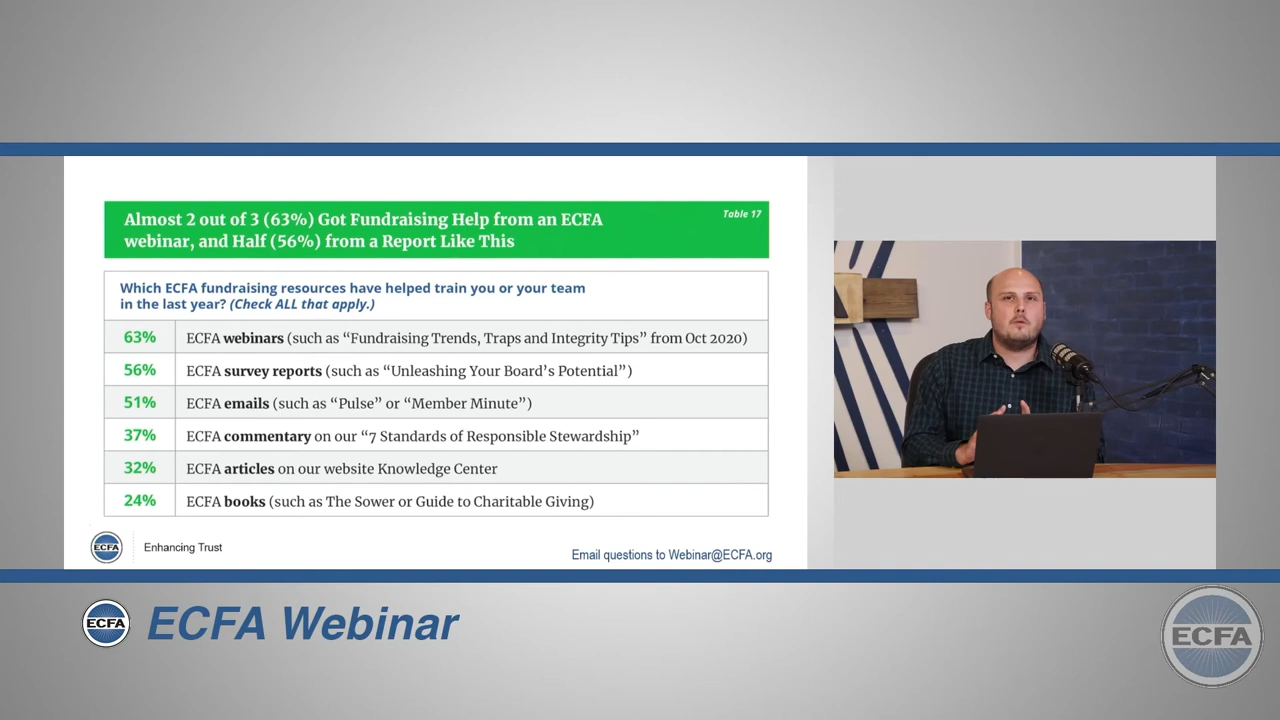 Almost 2 out of 3 (63%) Got Fundraising Help from an ECFA
webinar, and Half (56%) from a Report Like This
Table 17
Which ECFA fundraising resources have helped train you or your team
in the last year? (Check ALL that apply.)
63% ECFA webinars (such as “Fundraising Trends, Traps and Integrity Tips” from Oct 2020)
56% ECFA survey reports (such as “Unleashing Your Board’s Potential”)
51% ECFA emails (such as “Pulse” or “Member Minute”)
37% ECFA commentary on our “7 Standards of Responsible Stewardship”
32% ECFA articles on our website Knowledge Center
24% ECFA books (such as The Sower or Guide to Charitable Giving)
ECFA Enhancing Trust
Email questions to Webinar@ECFA.org
ECFA ECFA Webinar
ECFA